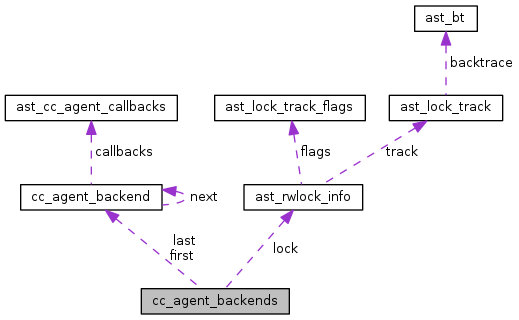 ast_bt
backtrace
ast_cc_agent_callbacks
ast_lock_track_flags
ast_lock_track
callbacks
flags
track
cc_agent_backend
next
ast_rwlock_info
last
first
lock
cc_agent_backends